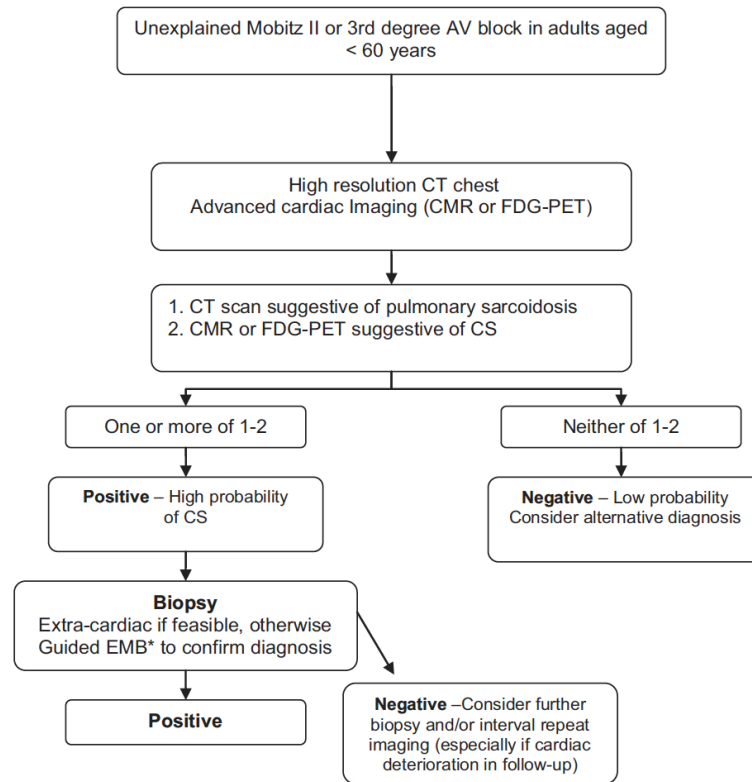 Unexplained Mobitz II or 3rd degree AV block in adults aged
< 60 years
High resolution CT chest
Advanced cardiac Imaging (CMR or FDG-PET)
1. CT scan suggestive of pulmonary sarcoidosis
2. CMR or FDG-PET suggestive of CS
One or more of 1-2
Neither of 1-2
Positive – High probability
of CS
Negative – Low probability
Consider alternative diagnosis
Biopsy
Extra-cardiac if feasible, otherwise
Guided EMB* to confirm diagnosis
Positive
Negative –Consider further
biopsy and/or interval repeat
imaging (especially if cardiac
deterioration in follow-up)